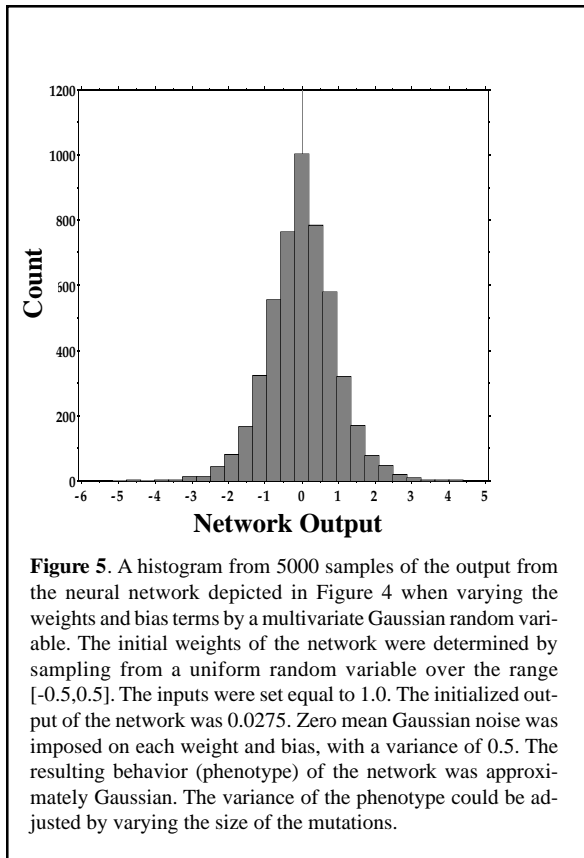 1200
1000
800
600
400
200
0
Count
-6 -5 -4 -3 -2 -1 0 1 2 3 4 5
Network Output
Figure 5. A histogram from 5000 samples of the output from
the neural network depicted in Figure 4 when varying the
weights and bias terms by a multivariate Gaussian random vari-
able. The initial weights of the network were determined by
sampling from a uniform random variable over the range
[-0.5,0.5]. The inputs were set equal to 1.0. The initialized out-
put of the network was 0.0275. Zero mean Gaussian noise was
imposed on each weight and bias, with a variance of 0.5. The
resulting behavior (phenotype) of the network was approxi-
mately Gaussian. The variance of the phenotype could be ad-
justed by varying the size of the mutations.